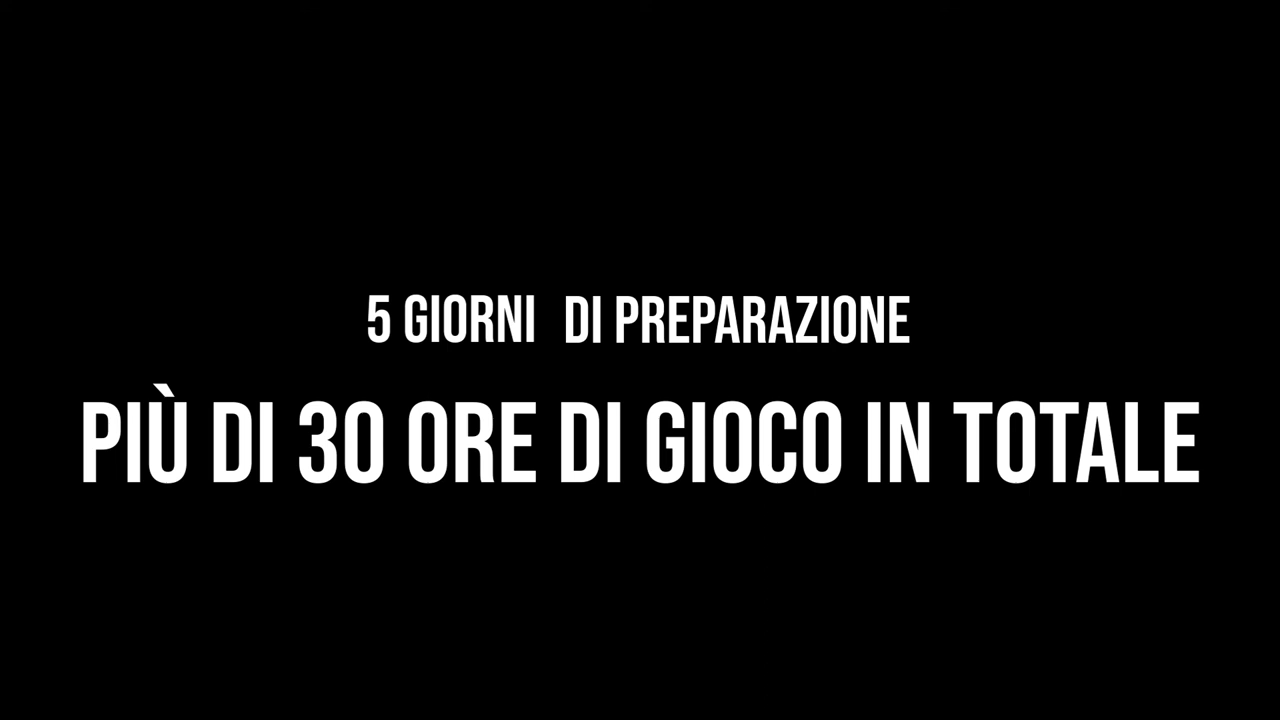 5 GIORNI DI PREPARAZIONE
PIÙ DI 30 ORE DI GIOCO IN TOTALE